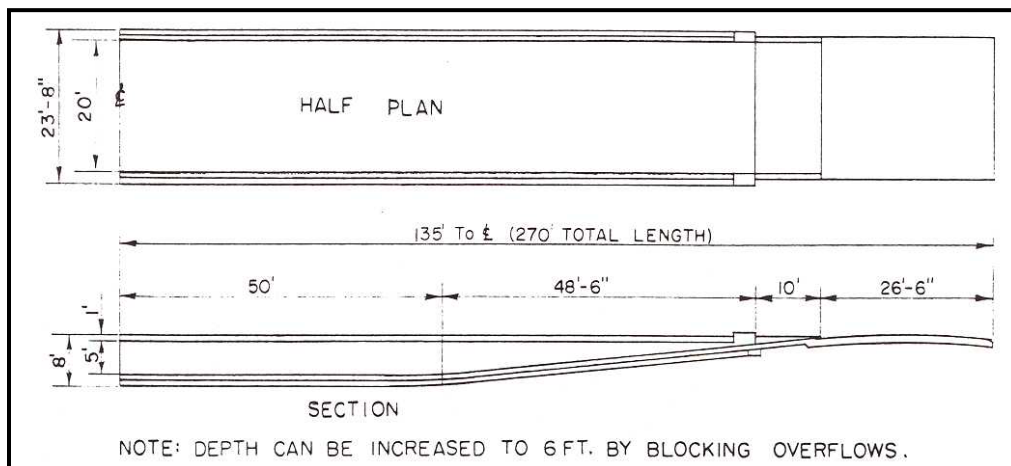 23'-8"
20'
℄
HALF PLAN
135' To ℄ (270' TOTAL LENGTH)
50' 48'-6" 10' 26'-6"
1'
8' 5'
SECTION
NOTE: DEPTH CAN BE INCREASED TO 6 FT. BY BLOCKING OVERFLOWS.